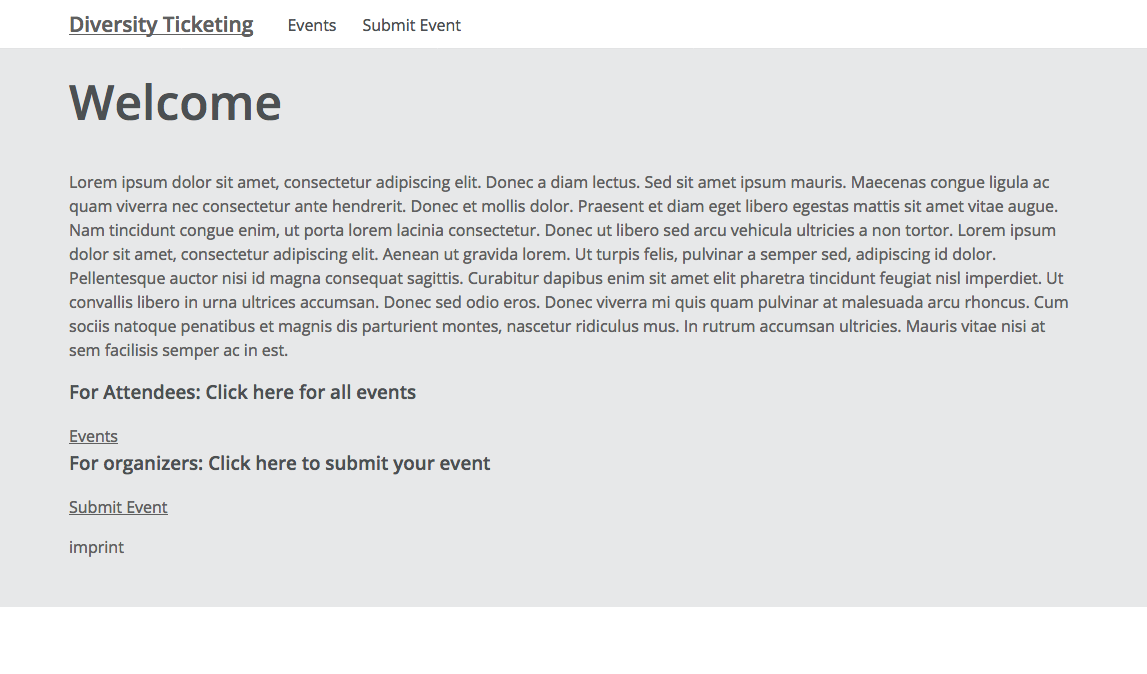 Diversity Ticketing Events Submit Event
Welcome
Lorem ipsum dolor sit amet, consectetur adipiscing elit. Donec a diam lectus. Sed sit amet ipsum mauris. Maecenas congue ligula ac
quam viverra nec consectetur ante hendrerit. Donec et mollis dolor. Praesent et diam eget libero egestas mattis sit amet vitae augue.
Nam tincidunt congue enim, ut porta lorem lacinia consectetur. Donec ut libero sed arcu vehicula ultricies a non tortor. Lorem ipsum
dolor sit amet, consectetur adipiscing elit. Aenean ut gravida lorem. Ut turpis felis, pulvinar a semper sed, adipiscing id dolor.
Pellentesque auctor nisi id magna consequat sagittis. Curabitur dapibus enim sit amet elit pharetra tincidunt feugiat nisl imperdiet. Ut
convallis libero in urna ultrices accumsan. Donec sed odio eros. Donec viverra mi quis quam pulvinar at malesuada arcu rhoncus. Cum
sociis natoque penatibus et magnis dis parturient montes, nascetur ridiculus mus. In rutrum accumsan ultricies. Mauris vitae nisi at
sem facilisis semper ac in est.
For Attendees: Click here for all events
Events
For organizers: Click here to submit your event
Submit Event
imprint